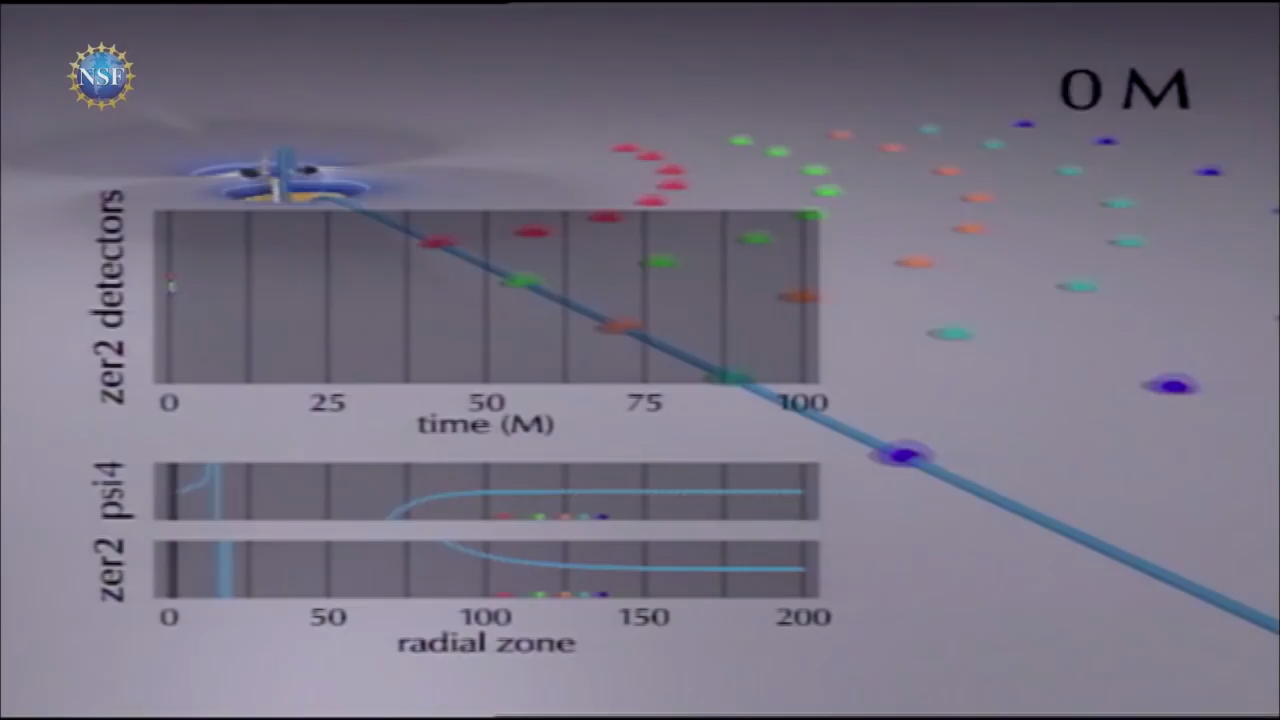 NSF
0 M
zer2 detectors
0 25 50 75 100
time (M)
psi4
zer2
0 50 100 150 200
radial zone